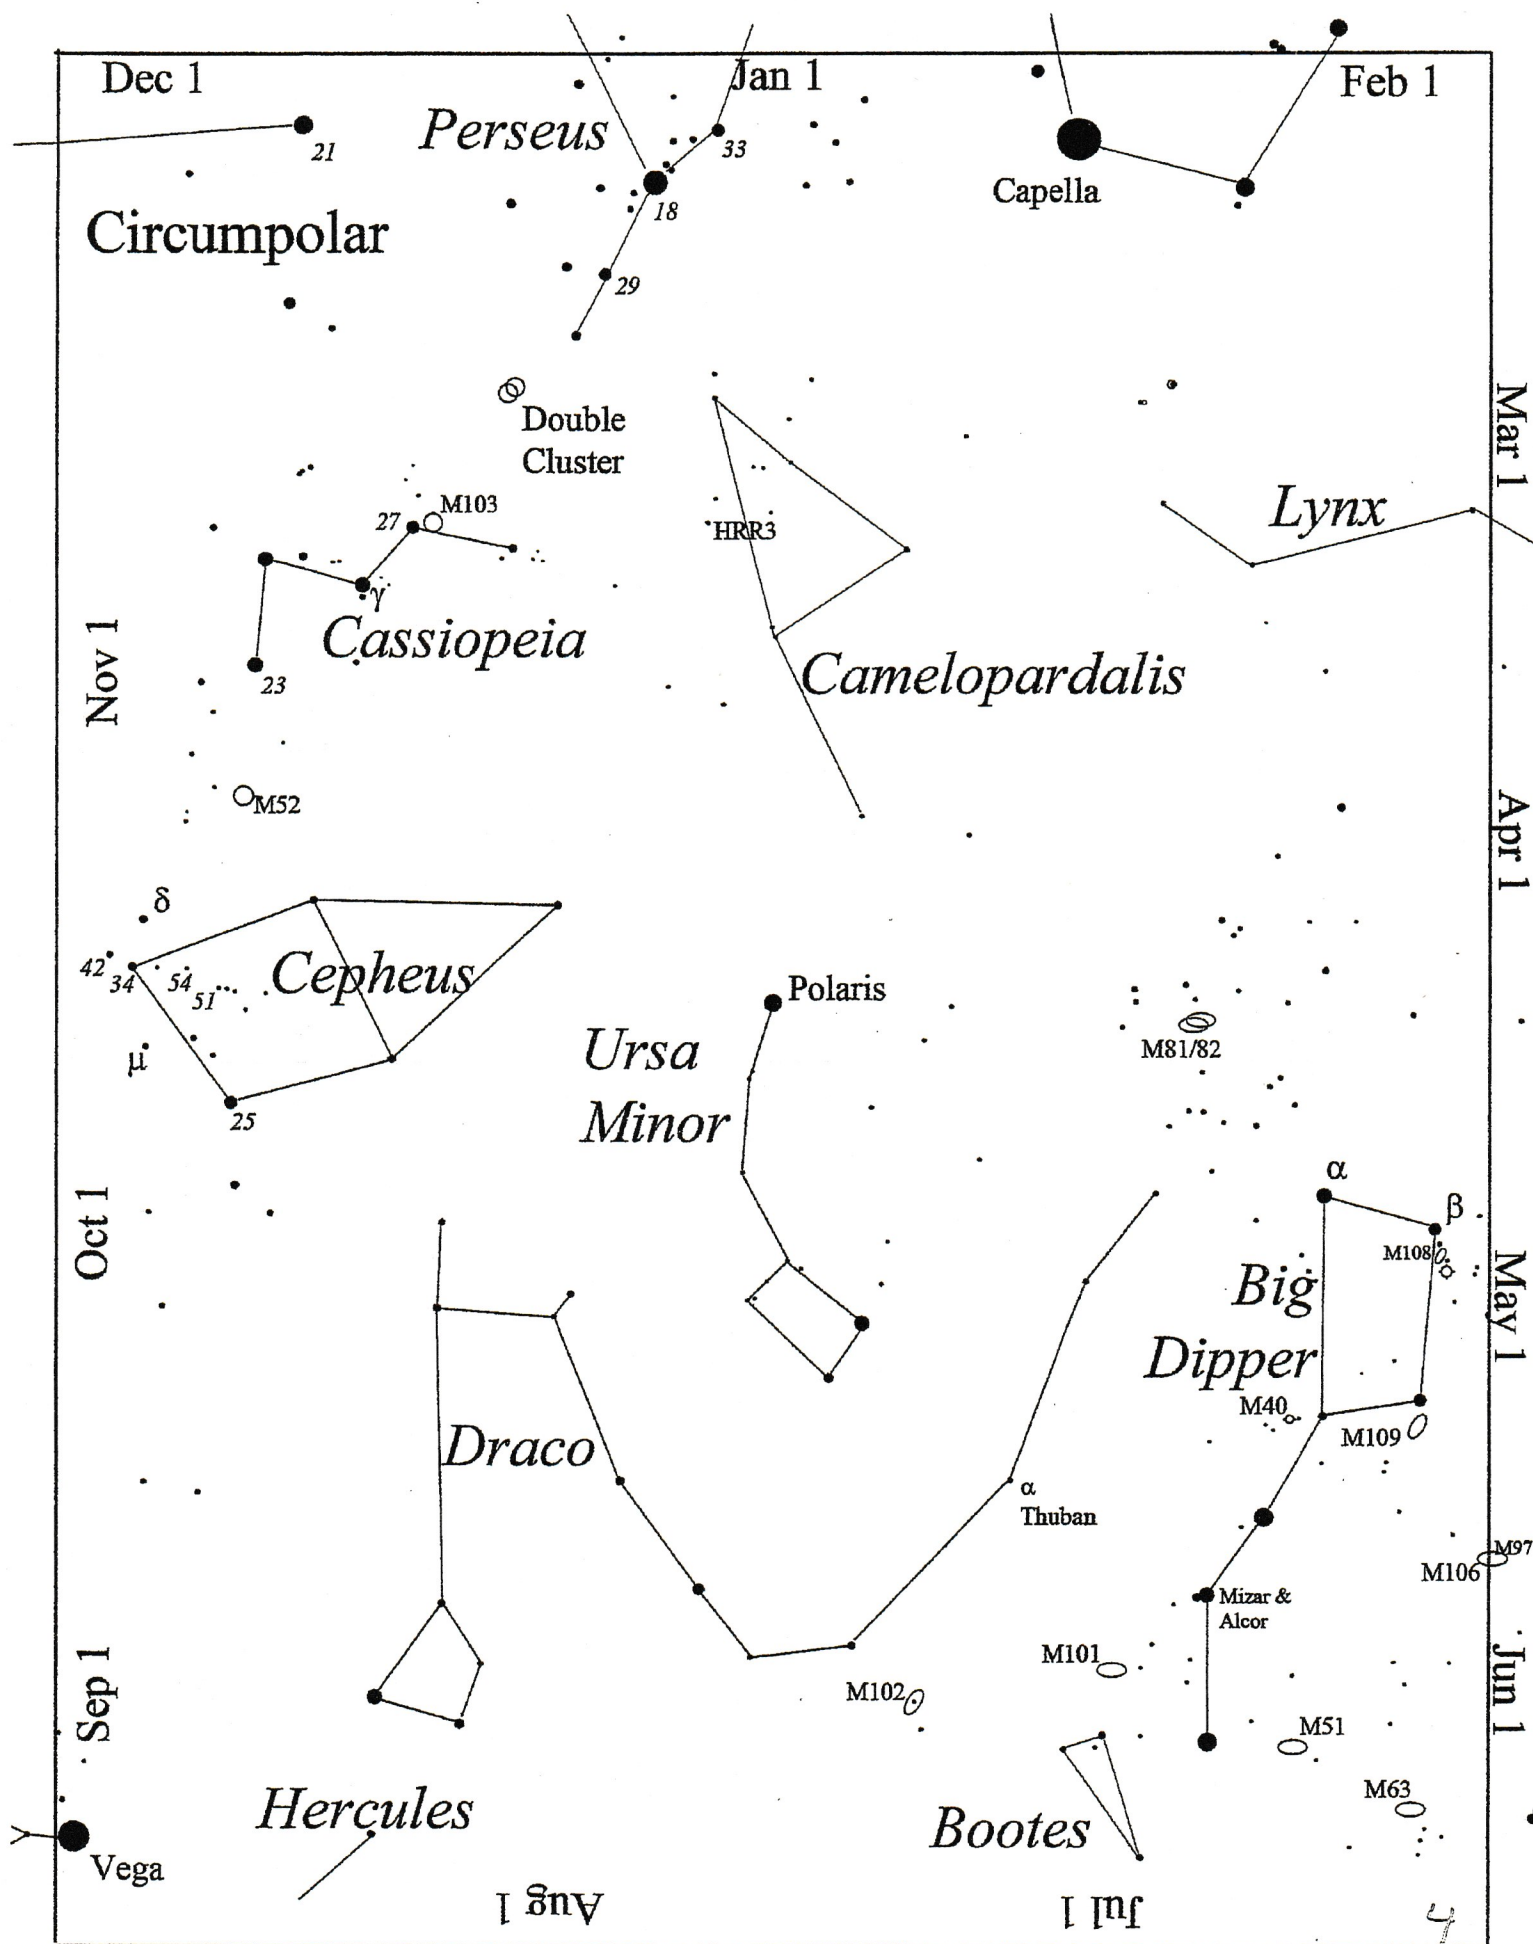 Dec 1
Jan 1
Feb 1
Perseus
21
33
18
Capella
Circumpolar
29
Double
Cluster
Mar 1
M103
27
HRR3
Lynx
γ
Cassiopeia
23
Camelopardalis
Nov 1
M52
Apr 1
δ
42
34
54
51
Cepheus
Polaris
μ
25
Ursa
Minor
M81/82
α
β
Oct 1
M108
Big
Dipper
May 1
M40
M109
Draco
α
Thuban
M97
M106
Mizar &
Alcor
M101
Sep 1
M102
Jun 1
M51
M63
Hercules
Bootes
Vega
Aug 1
Jul 1
4